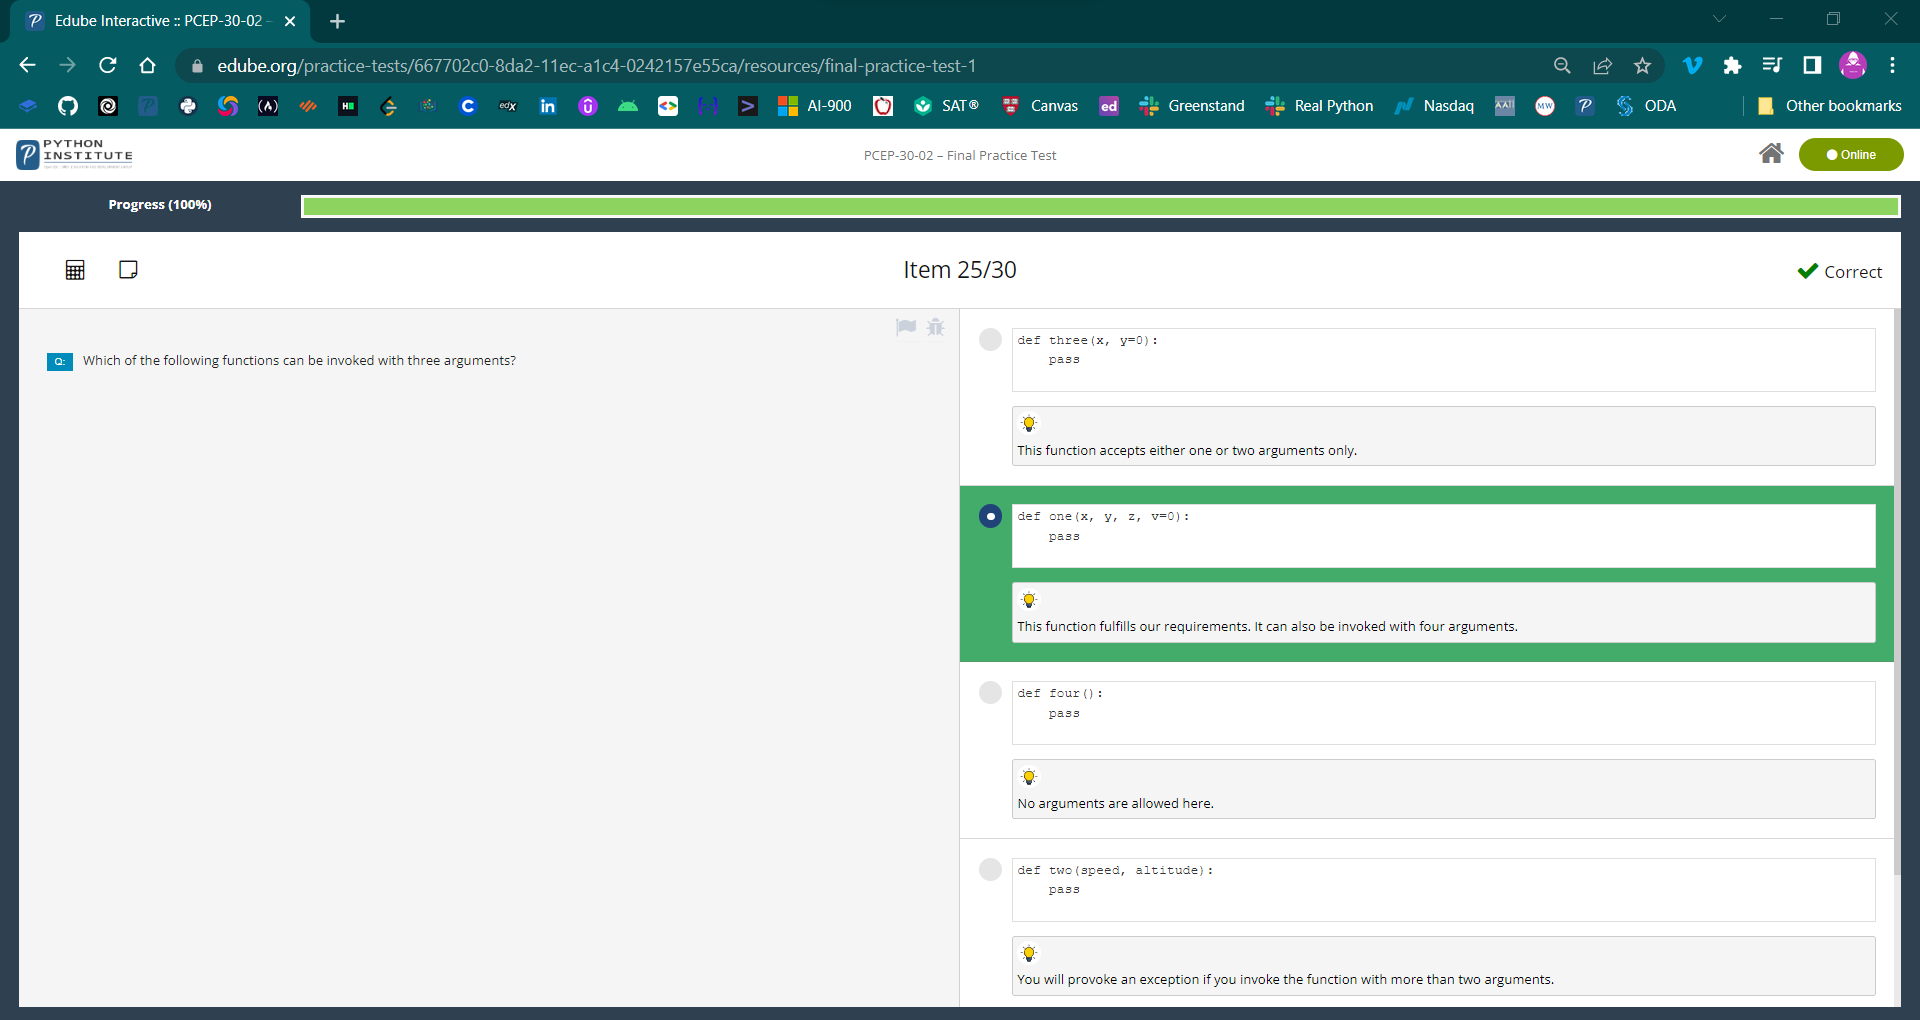 Edube Interactive :: PCEP-30-02 –
edube.org/practice-tests/667702c0-8da2-11ec-a1c4-0242157e55ca/resources/final-practice-test-1
AI-900
SAT®
Canvas
ed
Greenstand
Real Python
Nasdaq
ODA
Other bookmarks
PYTHON
INSTITUTE
PCEP-30-02 – Final Practice Test
Online
Progress (100%)
Item 25/30
Correct
Q: Which of the following functions can be invoked with three arguments?
def three(x, y=0):
    pass
This function accepts either one or two arguments only.
def one(x, y, z, v=0):
    pass
This function fulfills our requirements. It can also be invoked with four arguments.
def four():
    pass
No arguments are allowed here.
def two(speed, altitude):
    pass
You will provoke an exception if you invoke the function with more than two arguments.